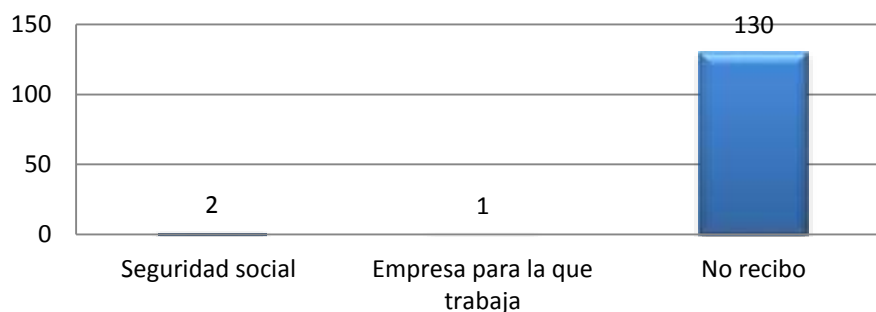 150
130
100
50
2
1
0
Seguridad social
Empresa para la que
trabaja
No recibo